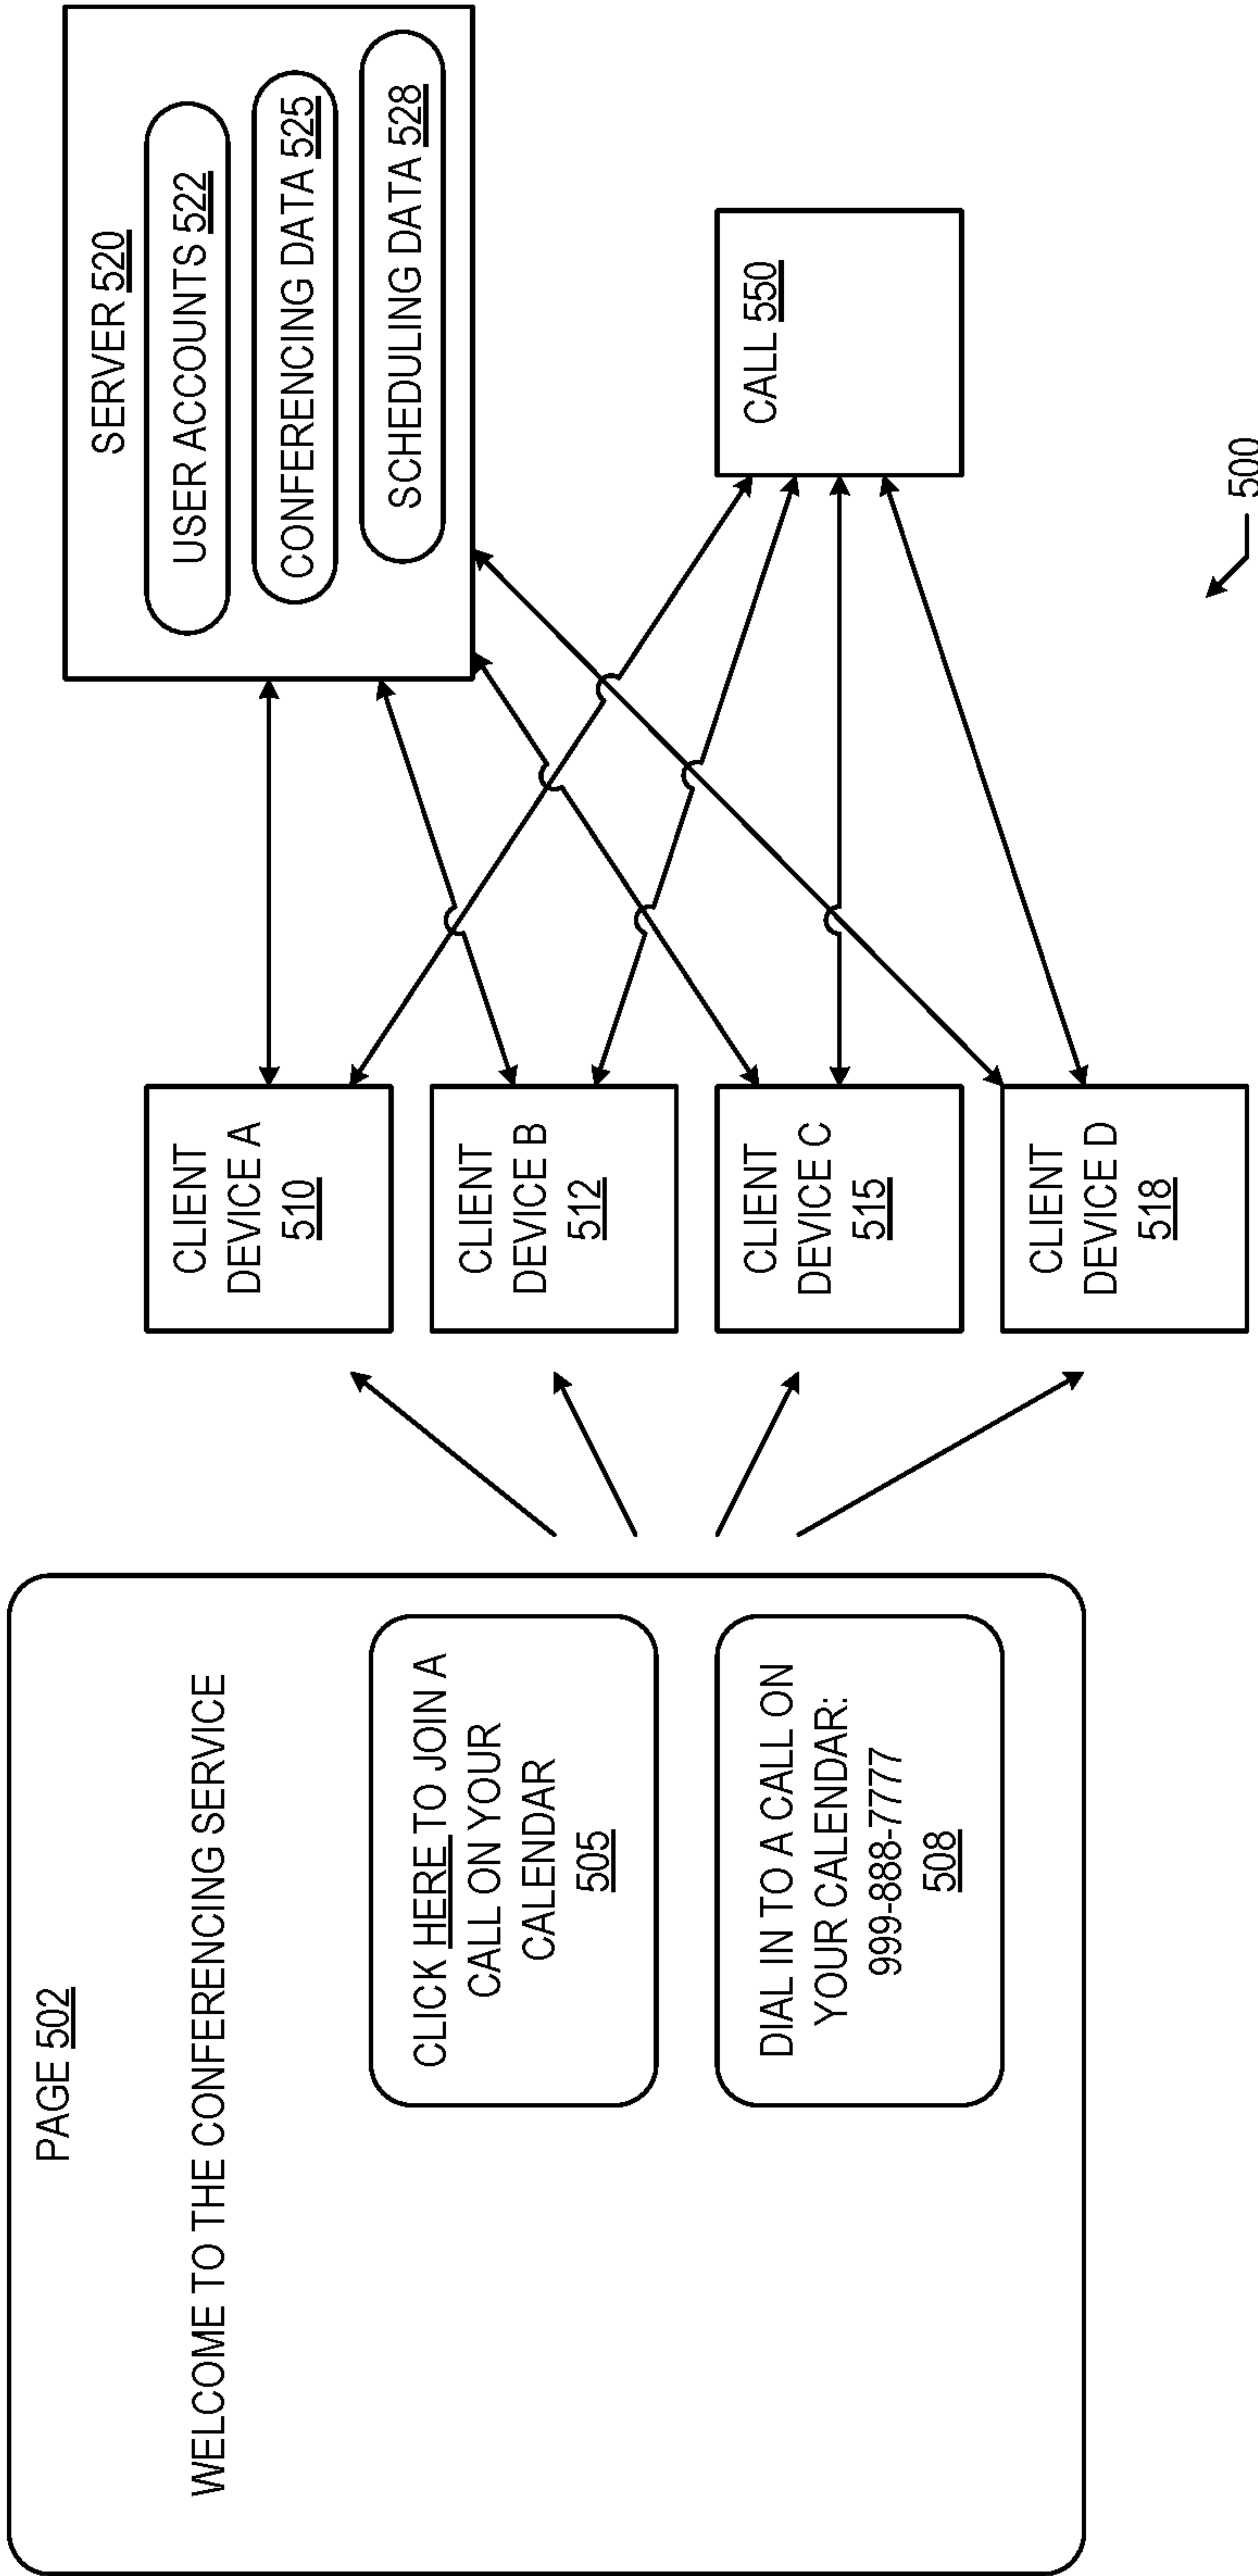 PAGE 502
WELCOME TO THE CONFERENCING SERVICE
CLICK HERE TO JOIN A
CALL ON YOUR
CALENDAR
505
DIAL IN TO A CALL ON
YOUR CALENDAR:
999-888-7777
508
CLIENT
DEVICE A
510
CLIENT
DEVICE B
512
CLIENT
DEVICE C
515
CLIENT
DEVICE D
518
SERVER 520
USER ACCOUNTS 522
CONFERENCING DATA 525
SCHEDULING DATA 528
CALL 550
500